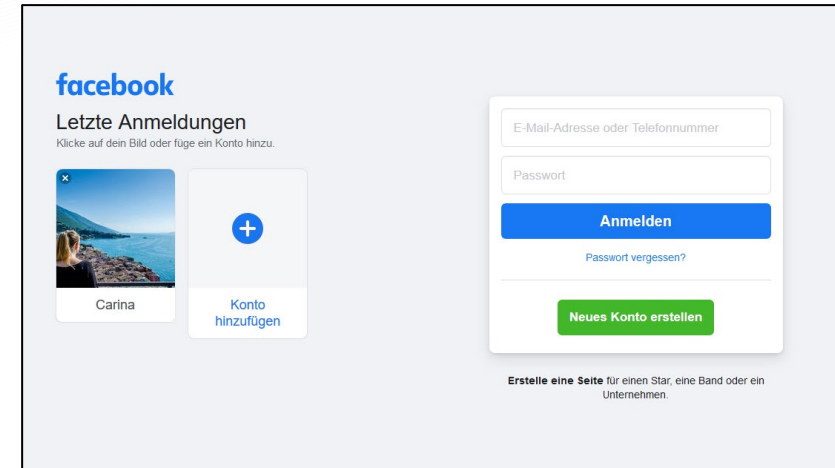 facebook
Letzte Anmeldungen
Klicke auf dein Bild oder füge ein Konto hinzu.
Carina
Konto
hinzufügen
E-Mail-Adresse oder Telefonnummer
Passwort
Anmelden
Passwort vergessen?
Neues Konto erstellen
Erstelle eine Seite für einen Star, eine Band oder ein
Unternehmen.